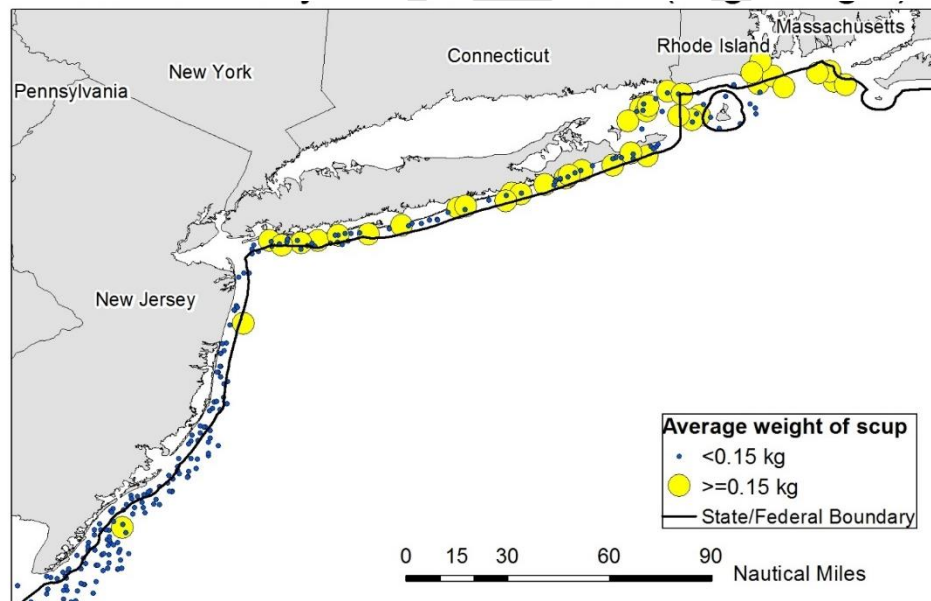 Massachusetts
Rhode Island
Connecticut
New York
Pennsylvania
New Jersey
Average weight of scup
<0.15 kg
>=0.15 kg
State/Federal Boundary
0 15 30 60 90
Nautical Miles